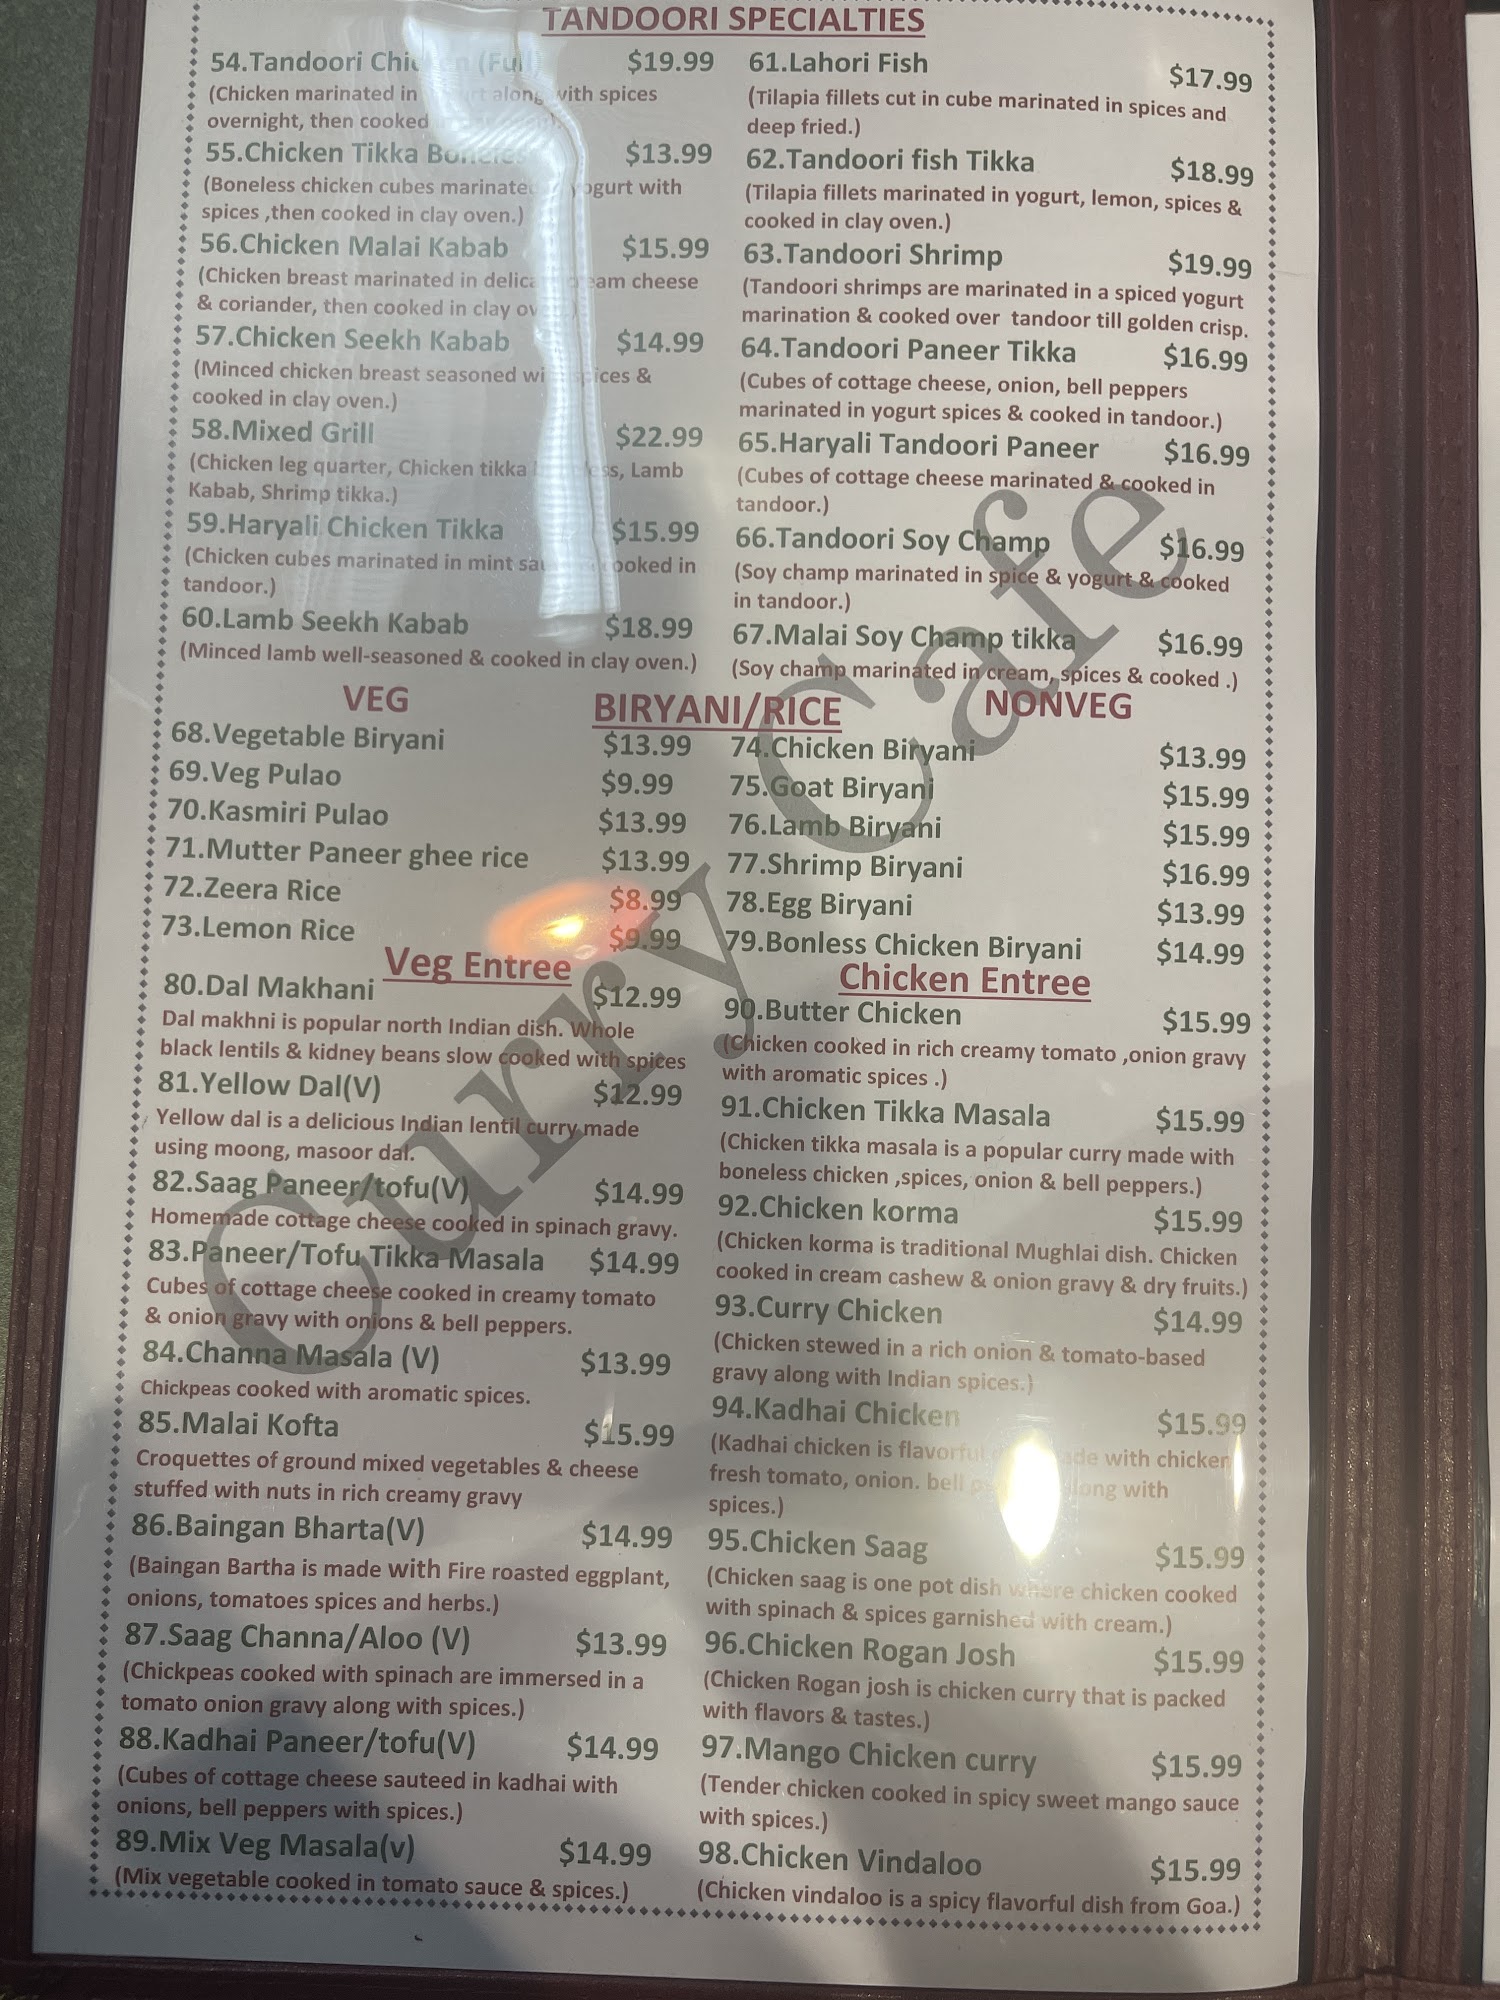 TANDOORI SPECIALTIES
54.Tandoori (Full) $19.99
(Chicken marinated in along with spices
overnight, then cooked
55.Chicken Tikka $13.99
(Boneless chicken cubes yogurt with
spices ,then cooked in clay oven.)
56.Chicken Malai Kabab $15.99
(Chicken breast marinated in cheese
& coriander, then cooked in clay
57.Chicken Seekh Kabab $14.99
(Minced chicken breast seasoned spices &
cooked in clay oven.)
58.Mixed Grill $22.99
(Chicken leg quarter, Chicken tikka Lamb
Kabab, Shrimp tikka.)
59.Haryali Chicken Tikka $15.99
(Chicken cubes marinated in mint cooked in
tandoor.)
60.Lamb Seekh Kabab $18.99
(Minced lamb well-seasoned & cooked in clay oven.)
61.Lahori Fish $17.99
(Tilapia fillets cut in cube marinated in spices and
deep fried.)
62.Tandoori fish Tikka $18.99
(Tilapia fillets marinated in yogurt, lemon, spices &
cooked in clay oven.)
63.Tandoori Shrimp $19.99
(Tandoori shrimps are marinated in a spiced yogurt
marination & cooked over tandoor till golden crisp.
64.Tandoori Paneer Tikka $16.99
(Cubes of cottage cheese, onion, bell peppers
marinated in yogurt spices & cooked in tandoor.)
65.Haryali Tandoori Paneer $16.99
(Cubes of cottage cheese marinated & cooked in
tandoor.)
66.Tandoori Soy Champ $16.99
(Soy champ marinated in spice & yogurt & cooked
in tandoor.)
67.Malai Soy Champ tikka $16.99
(Soy champ marinated in cream, spices & cooked .)
VEG BIRYANI/RICE NONVEG
68.Vegetable Biryani $13.99
69.Veg Pulao $9.99
70.Kasmiri Pulao $13.99
71.Mutter Paneer ghee rice $13.99
72.Zeera Rice $8.99
73.Lemon Rice $9.99
74.Chicken Biryani $13.99
75.Goat Biryani $15.99
76.Lamb Biryani $15.99
77.Shrimp Biryani $16.99
78.Egg Biryani $13.99
79.Bonless Chicken Biryani $14.99
Veg Entree
80.Dal Makhani $12.99
Dal makhni is popular north Indian dish. Whole
black lentils & kidney beans slow cooked with spices
81.Yellow Dal(V) $12.99
Yellow dal is a delicious Indian lentil curry made
using moong, masoor dal.
82.Saag Paneer/tofu(V) $14.99
Homemade cottage cheese cooked in spinach gravy.
83.Paneer/Tofu Tikka Masala $14.99
Cubes of cottage cheese cooked in creamy tomato
& onion gravy with onions & bell peppers.
84.Channa Masala (V) $13.99
Chickpeas cooked with aromatic spices.
85.Malai Kofta $15.99
Croquettes of ground mixed vegetables & cheese
stuffed with nuts in rich creamy gravy
86.Baingan Bharta(V) $14.99
(Baingan Bartha is made with Fire roasted eggplant,
onions, tomatoes spices and herbs.)
87.Saag Channa/Aloo (V) $13.99
(Chickpeas cooked with spinach are immersed in a
tomato onion gravy along with spices.)
88.Kadhai Paneer/tofu(V) $14.99
(Cubes of cottage cheese sauteed in kadhai with
onions, bell peppers with spices.)
89.Mix Veg Masala(v) $14.99
(Mix vegetable cooked in tomato sauce & spices.)
Chicken Entree
90.Butter Chicken $15.99
(Chicken cooked in rich creamy tomato ,onion gravy
with aromatic spices .)
91.Chicken Tikka Masala $15.99
(Chicken tikka masala is a popular curry made with
boneless chicken ,spices, onion & bell peppers.)
92.Chicken korma $15.99
(Chicken korma is traditional Mughlai dish. Chicken
cooked in cream cashew & onion gravy & dry fruits.)
93.Curry Chicken $14.99
(Chicken stewed in a rich onion & tomato-based
gravy along with Indian spices.)
94.Kadhai Chicken $15.99
(Kadhai chicken is flavorful with chicken
fresh tomato, onion. bell along with
spices.)
95.Chicken Saag $15.99
(Chicken saag is one pot dish where chicken cooked
with spinach & spices garnished with cream.)
96.Chicken Rogan Josh $15.99
(Chicken Rogan josh is chicken curry that is packed
with flavors & tastes.)
97.Mango Chicken curry $15.99
(Tender chicken cooked in spicy sweet mango sauce
with spices.)
98.Chicken Vindaloo $15.99
(Chicken vindaloo is a spicy flavorful dish from Goa.)
Curry Cafe